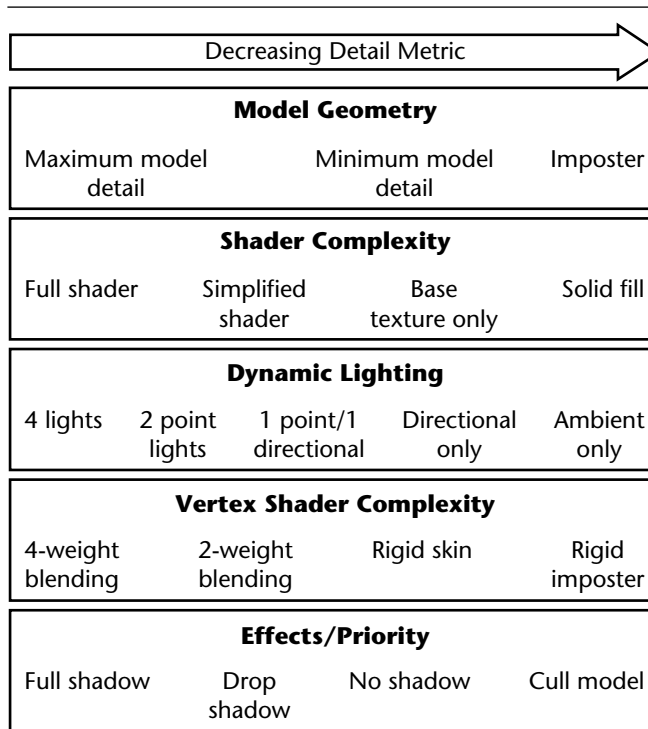 Decreasing Detail Metric
Model Geometry
Maximum model Minimum model Imposter
detail detail
Shader Complexity
Full shader Simplified Base Solid fill
shader texture only
Dynamic Lighting
4 lights 2 point 1 point/1 Directional Ambient
lights directional only only
Vertex Shader Complexity
4-weight 2-weight Rigid skin Rigid
blending blending imposter
Effects/Priority
Full shadow Drop No shadow Cull model
shadow